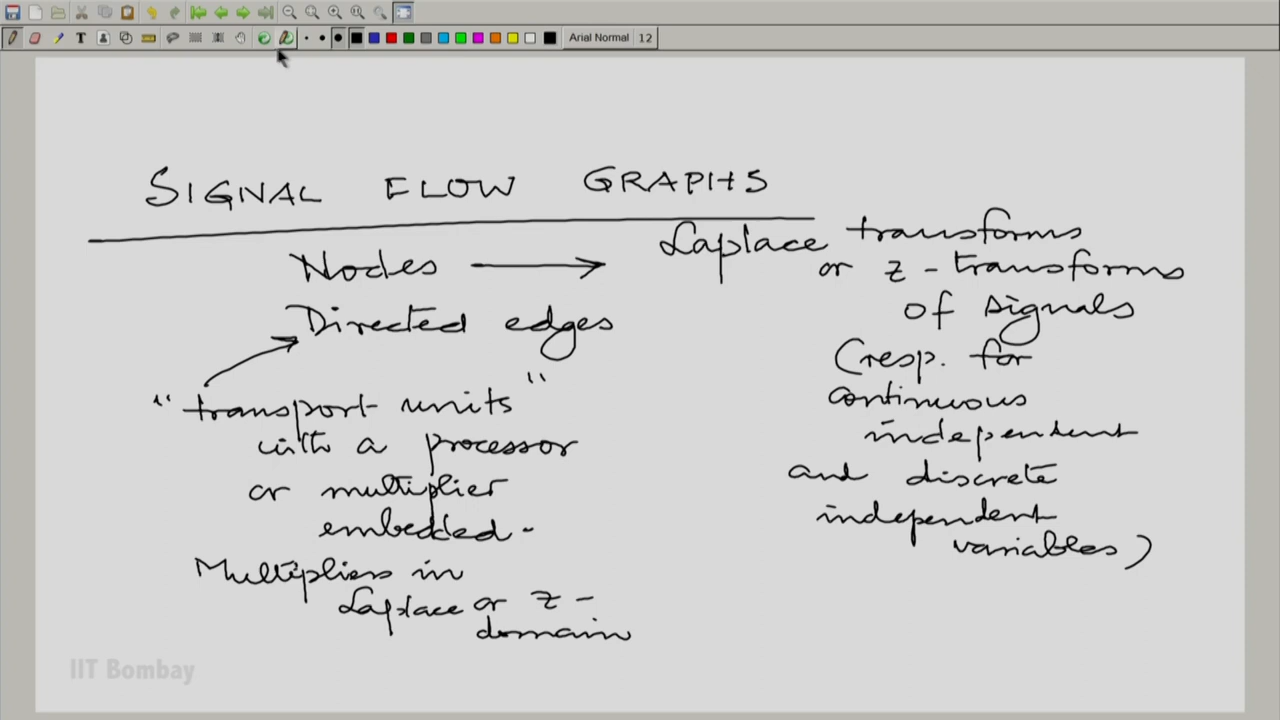 Arial Normal 12
SIGNAL FLOW GRAPHS
Nodes
Directed edges
"transport units"
with a processor
or multiplier
embedded.
Multipliers in
Laplace or z-
domain
Laplace transforms
or z-transforms
of signals
(resp. for
continuous
independent
and discrete
independent
variables)
IIT Bombay